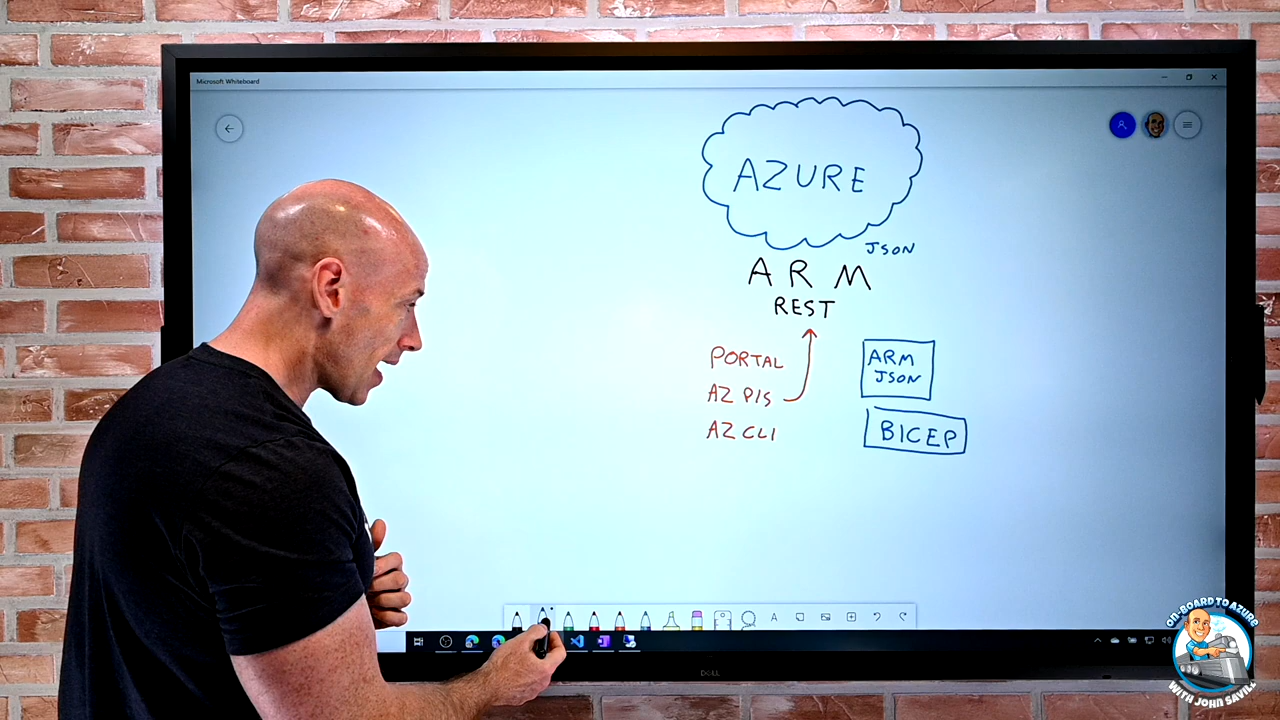 Microsoft Whiteboard
AZURE
JSON
ARM
REST
PORTAL
AZ P/S
AZ CLI
ARM
JSON
BICEP
A
DELL
ON-BOARD TO AZURE
WITH JOHN SAVILL